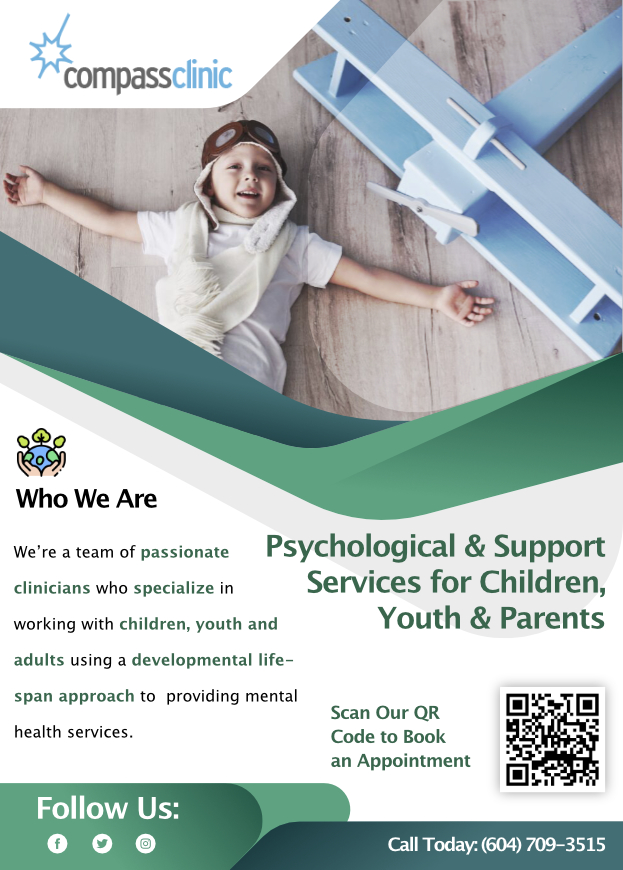 compassclinic
Who We Are
We're a team of passionate
clinicians who specialize in
working with children, youth and
adults using a developmental life-
span approach to  providing mental
health services.
Psychological & Support
Services for Children,
Youth & Parents
Scan Our QR
Code to Book
an Appointment
Follow Us:
Call Today: (604) 709-3515